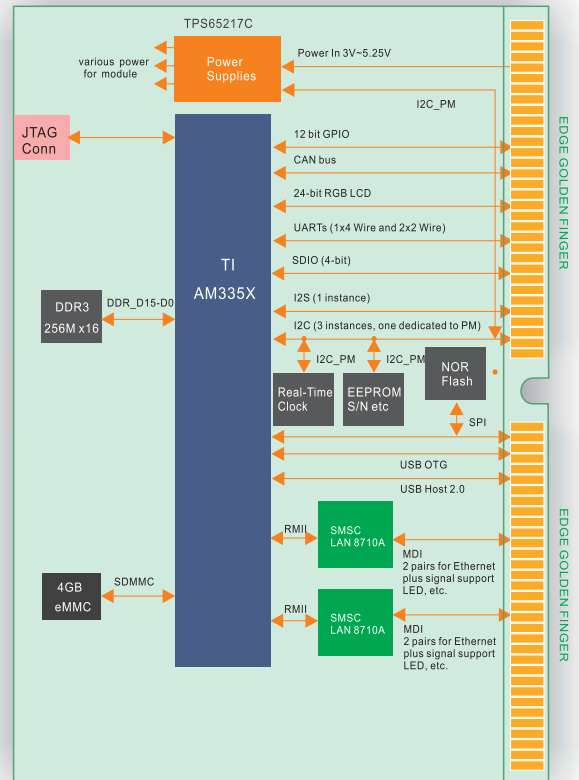 TPS65217C
various power
for module
Power
Supplies
Power In 3V~5.25V
I2C_PM
JTAG
Conn
12 bit GPIO
CAN bus
24-bit RGB LCD
UARTs (1x4 Wire and 2x2 Wire)
SDIO (4-bit)
I2S (1 instance)
I2C (3 instances, one dedicated to PM)
EDGE GOLDEN FINGER
TI
AM335X
DDR3
256M x16
DDR_D15-D0
I2C_PM
I2C_PM
Real-Time
Clock
EEPROM
S/N etc
NOR
Flash
SPI
USB OTG
USB Host 2.0
RMII
SMSC
LAN 8710A
MDI
2 pairs for Ethernet
plus signal support
LED, etc.
4GB
eMMC
SDMMC
RMII
SMSC
LAN 8710A
MDI
2 pairs for Ethernet
plus signal support
LED, etc.
EDGE GOLDEN FINGER